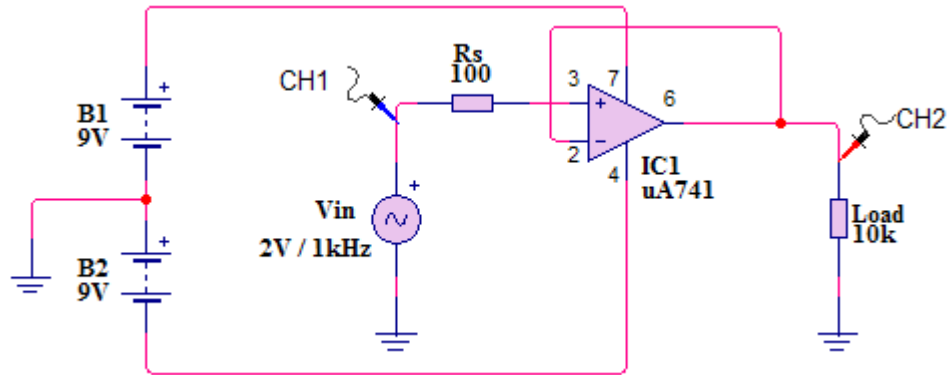 B1
9V
B2
9V
CH1
Rs
100
Vin
2V / 1kHz
3
7
6
2
4
IC1
uA741
CH2
Load
10k